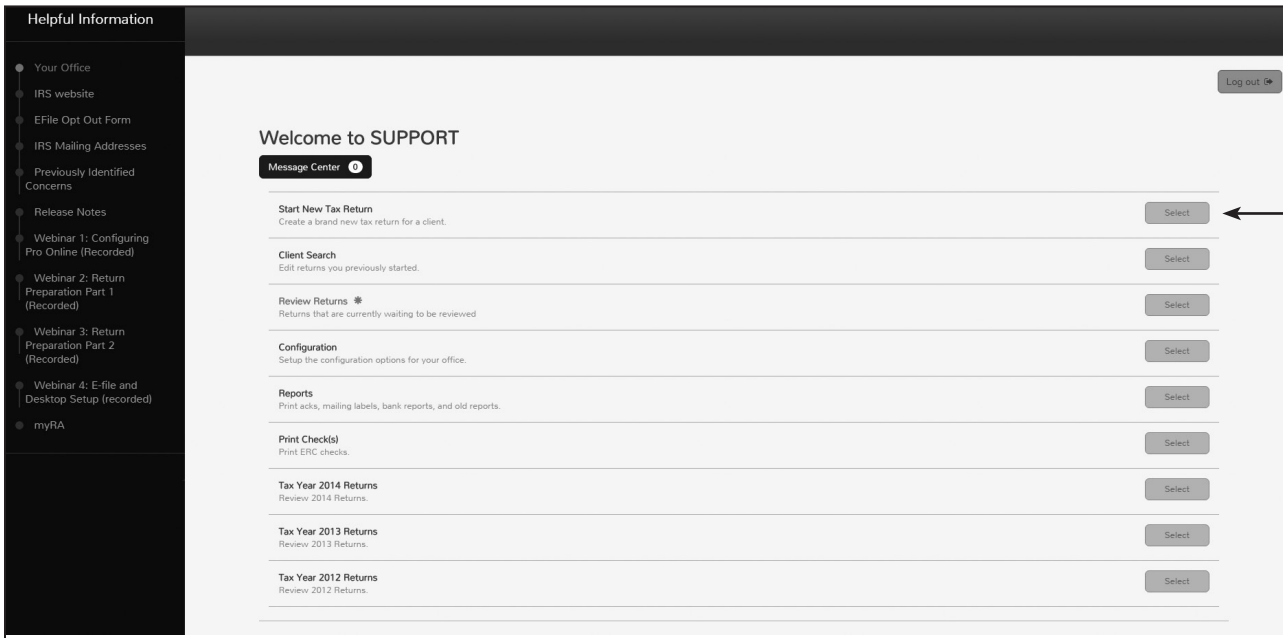 Helpful Information
Your Office
IRS website
EFile Opt Out Form
IRS Mailing Addresses
Previously Identified
Concerns
Release Notes
Webinar 1: Configuring
Pro Online (Recorded)
Webinar 2: Return
Preparation Part 1
(Recorded)
Webinar 3: Return
Preparation Part 2
(Recorded)
Webinar 4: E-file and
Desktop Setup (recorded)
myRA
Log out
Welcome to SUPPORT
Message Center 0
Start New Tax Return
Create a brand new tax return for a client.
Select
Client Search
Edit returns you previously started.
Select
Review Returns
Returns that are currently waiting to be reviewed
Select
Configuration
Setup the configuration options for your office.
Select
Reports
Print acks, mailing labels, bank reports, and old reports.
Select
Print Check(s)
Print ERC checks.
Select
Tax Year 2014 Returns
Review 2014 Returns.
Select
Tax Year 2013 Returns
Review 2013 Returns.
Select
Tax Year 2012 Returns
Review 2012 Returns.
Select